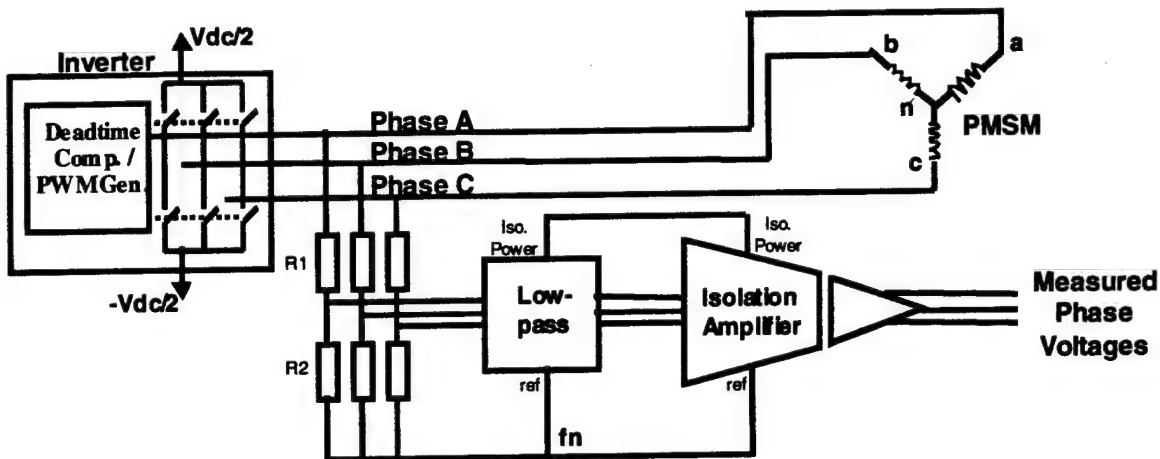 Vdc/2
Inverter
Deadtime
Comp. /
PWMGen.
-Vdc/2
Phase A
Phase B
Phase C
b
a
n
PMSM
c
Iso.
Power
Iso.
Power
R1
Low-
pass
Isolation
Amplifier
Measured
Phase
Voltages
R2
ref
ref
fn